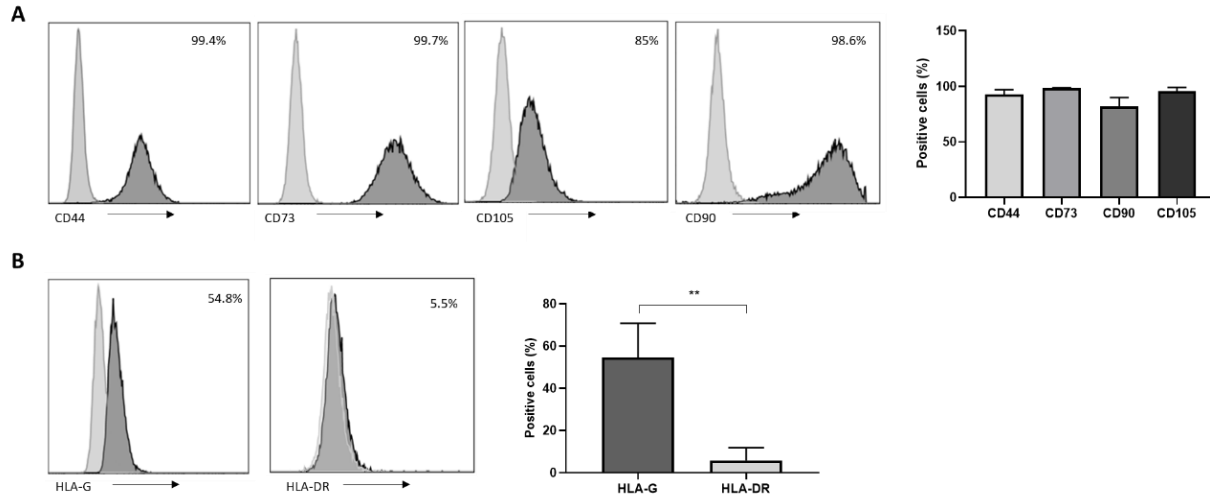 A
99.4%
99.7%
85%
98.6%
CD44
CD73
CD105
CD90
Positive cells (%)
150
100
50
0
CD44
CD73
CD90
CD105
B
54.8%
5.5%
HLA-G
HLA-DR
Positive cells (%)
80
60
40
20
0
**
HLA-G
HLA-DR